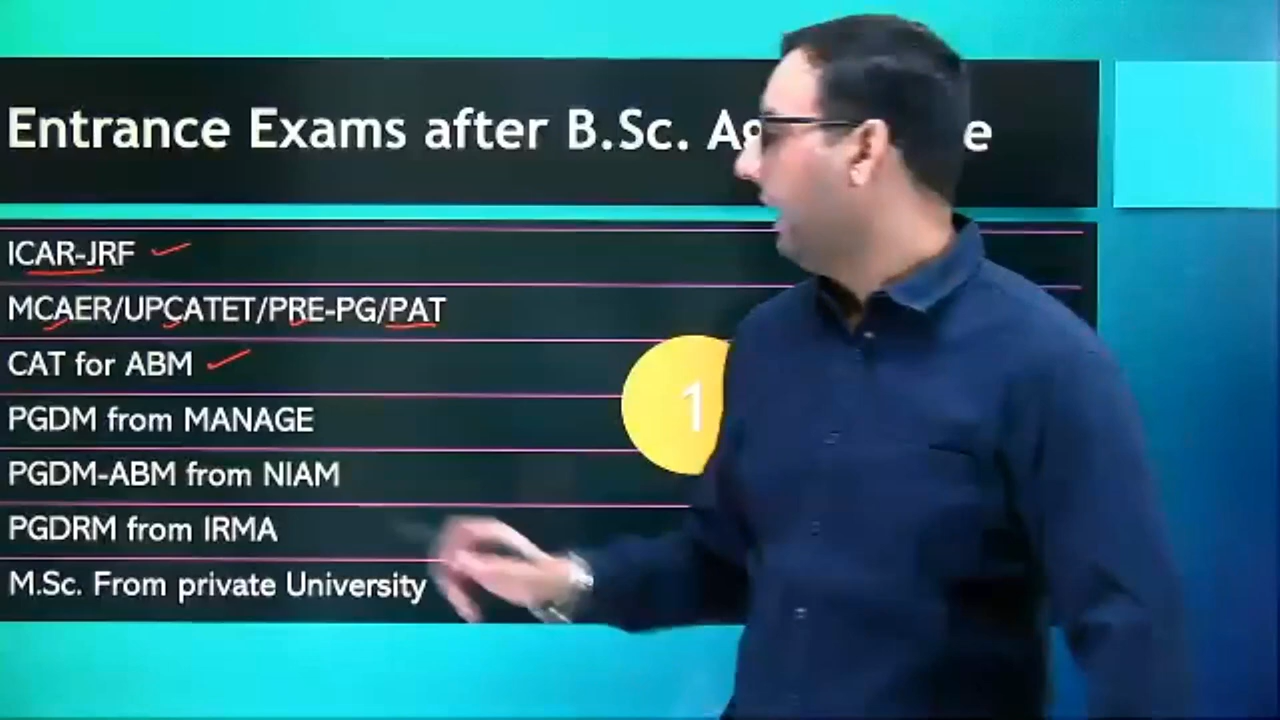 Entrance Exams after B.Sc.
ICAR-JRF
MCAER/UPCATET/PRE-PG/PAT
CAT for ABM
1
PGDM from MANAGE
PGDM-ABM from NIAM
PGDRM from IRMA
M.Sc. From private University